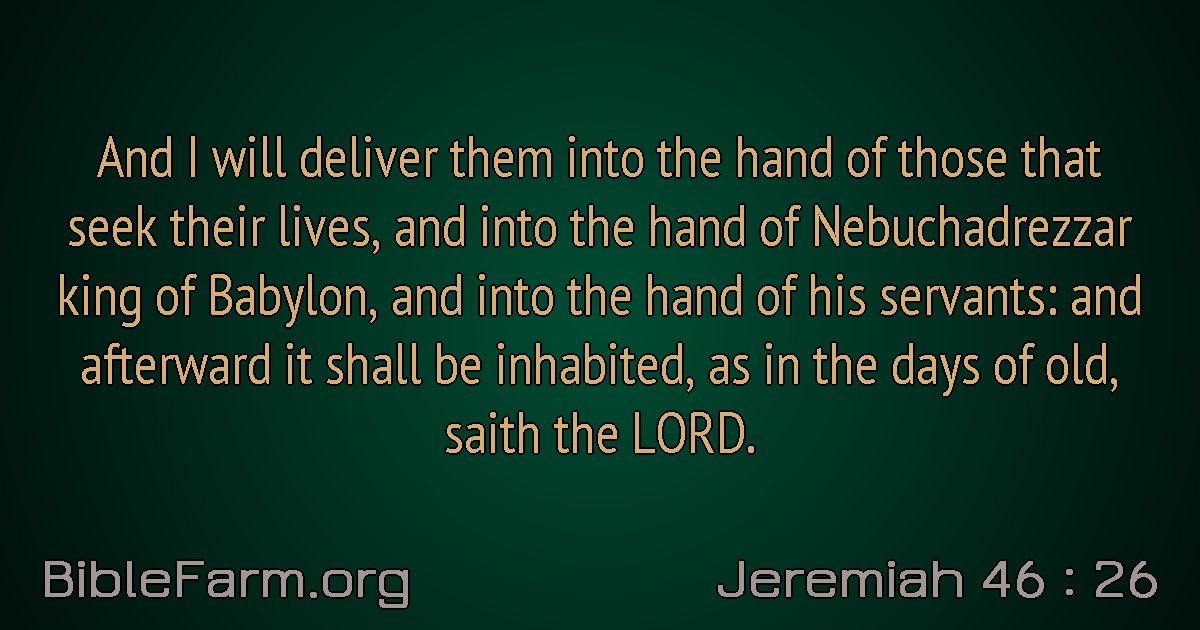 And I will deliver them into the hand of those that
seek their lives, and into the hand of Nebuchadrezzar
king of Babylon, and into the hand of his servants: and
afterward it shall be inhabited, as in the days of old,
saith the LORD.
BibleFarm.org
Jeremiah 46 : 26